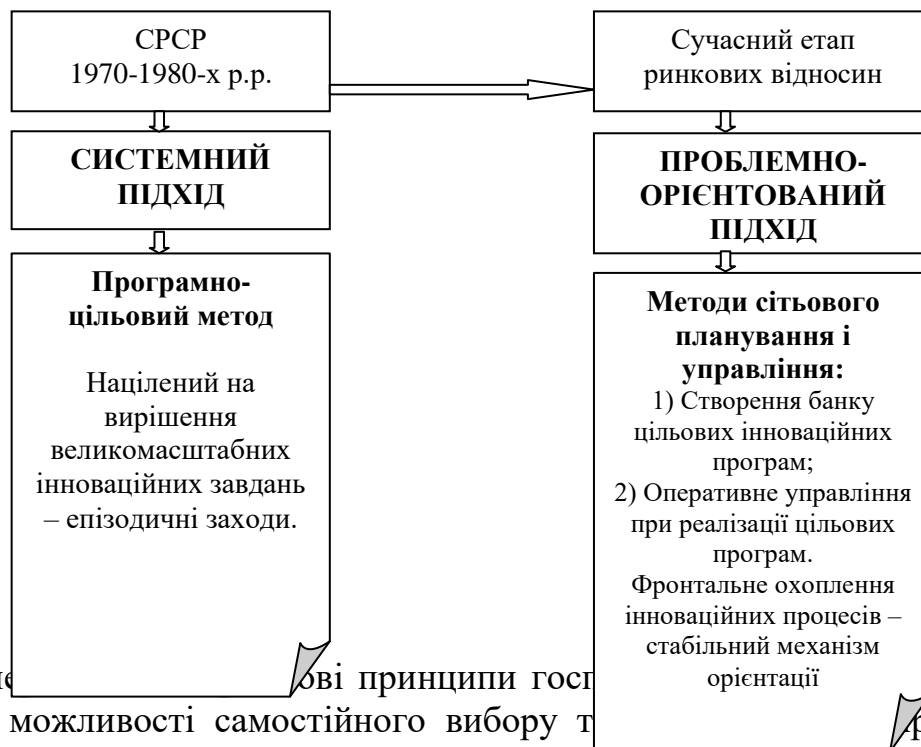 СРСР
1970-1980-х р.р.
СИСТЕМНИЙ
ПІДХІД
Програмно-
цільовий метод
Націлений на
вирішення
великомасштабних
інноваційних завдань
– епізодичні заходи.
Сучасний етап
ринкових відносин
ПРОБЛЕМНО-
ОРІЄНТОВАНИЙ
ПІДХІД
Методи сітьового
планування і
управління:
1) Створення банку
цільових інноваційних
програм;
2) Оперативне управління
при реалізації цільових
програм.
Фронтальне охоплення
інноваційних процесів –
стабільний механізм
орієнтації
принципи
можливості самостійного вибору